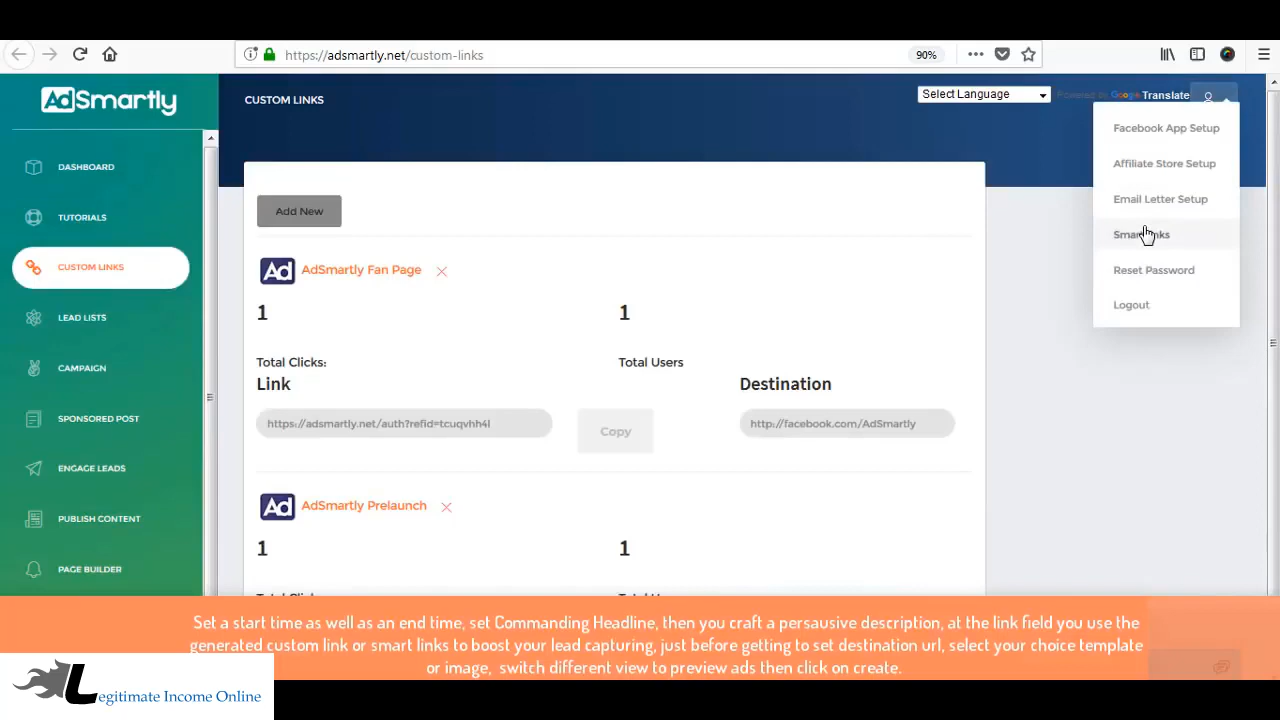 https://adsmartly.net/custom-links
90%
AdSmartly
CUSTOM LINKS
Select Language
Powered by Google Translate
DASHBOARD
TUTORIALS
CUSTOM LINKS
LEAD LISTS
CAMPAIGN
SPONSORED POST
ENGAGE LEADS
PUBLISH CONTENT
PAGE BUILDER
Facebook App Setup
Affiliate Store Setup
Email Letter Setup
Reset Password
Logout
Add New
Ad AdSmartly Fan Page
1 1
Total Clicks: Total Users
Link Destination
https://adsmartly.net/auth?refid=tcuqvhh4l Copy http://facebook.com/AdSmartly
Ad AdSmartly Prelaunch
1 1
Set a start time as well as an end time, set Commanding Headline, then you craft a persausive description, at the link field you use the
generated custom link or smart links to boost your lead capturing, just before getting to set destination url, select your choice template
or image, switch different view to preview ads then click on create.
Legitimate Income Online